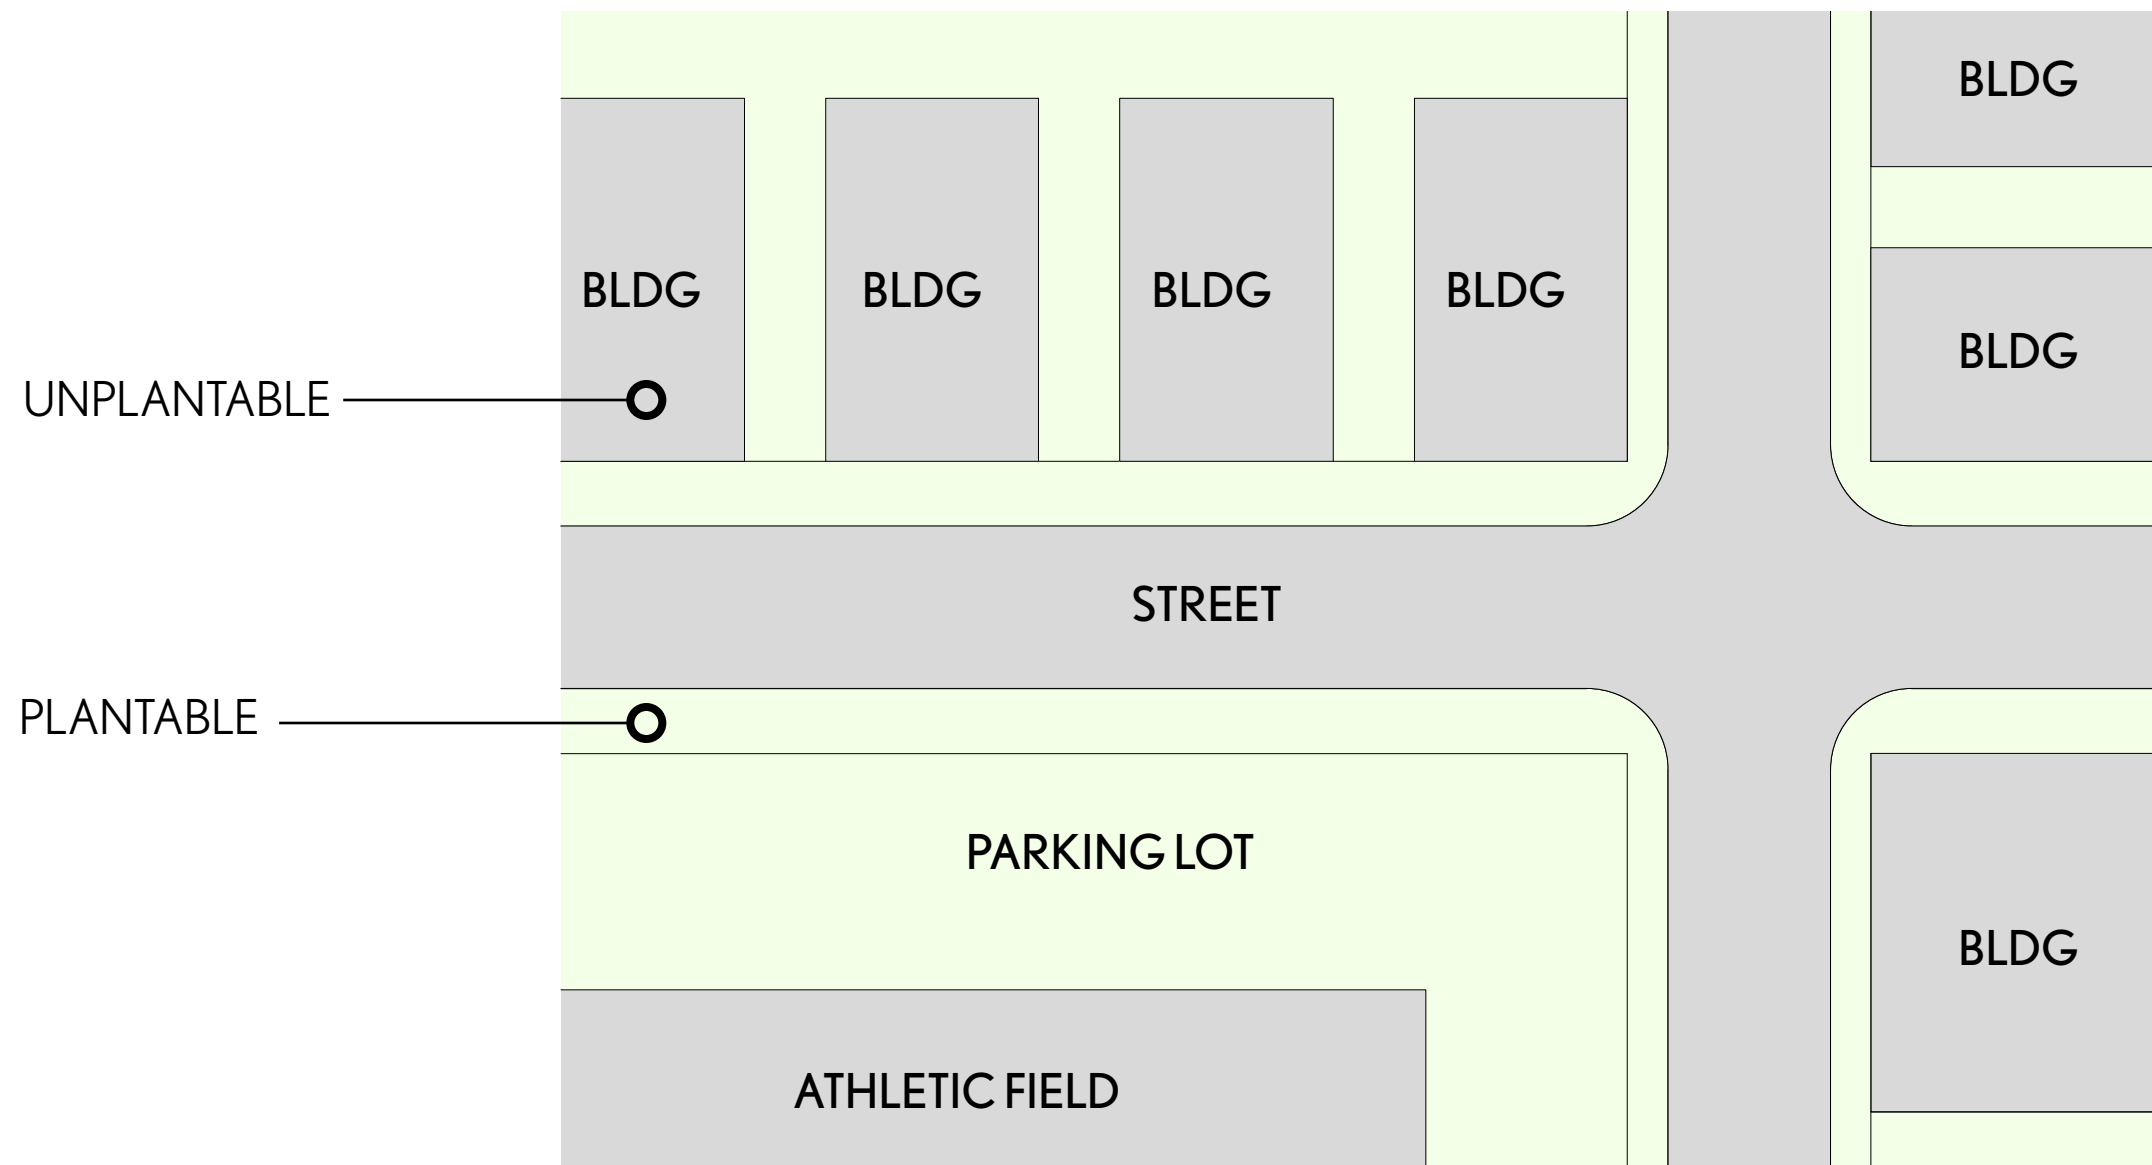 BLDG
BLDG
BLDG
BLDG
BLDG
BLDG
UNPLANTABLE
STREET
PLANTABLE
PARKING LOT
BLDG
ATHLETIC FIELD